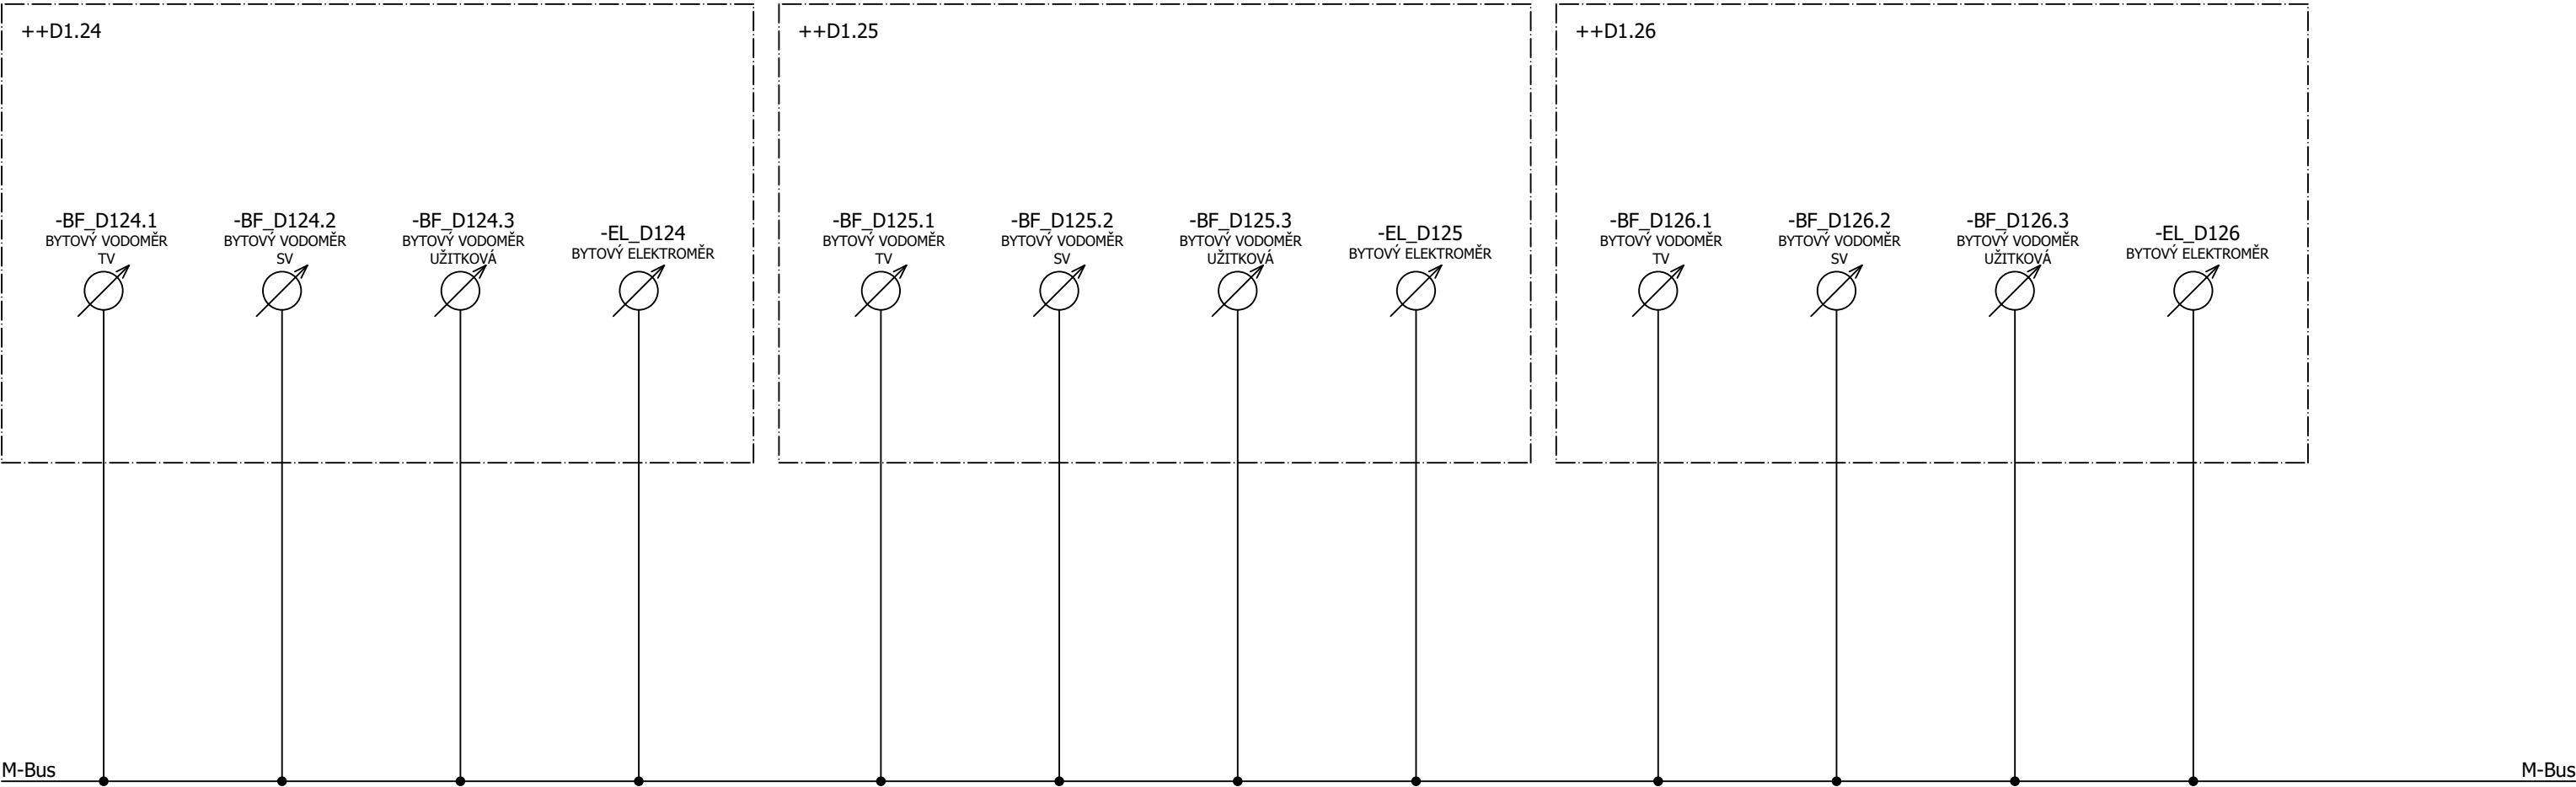 ++D1.24
-BF_D124.1
BYTOVÝ VODOMĚR
TV
-BF_D124.2
BYTOVÝ VODOMĚR
SV
-BF_D124.3
BYTOVÝ VODOMĚR
UŽITKOVÁ
-EL_D124
BYTOVÝ ELEKTROMĚR
++D1.25
-BF_D125.1
BYTOVÝ VODOMĚR
TV
-BF_D125.2
BYTOVÝ VODOMĚR
SV
-BF_D125.3
BYTOVÝ VODOMĚR
UŽITKOVÁ
-EL_D125
BYTOVÝ ELEKTROMĚR
++D1.26
-BF_D126.1
BYTOVÝ VODOMĚR
TV
-BF_D126.2
BYTOVÝ VODOMĚR
SV
-BF_D126.3
BYTOVÝ VODOMĚR
UŽITKOVÁ
-EL_D126
BYTOVÝ ELEKTROMĚR
M-Bus
M-Bus